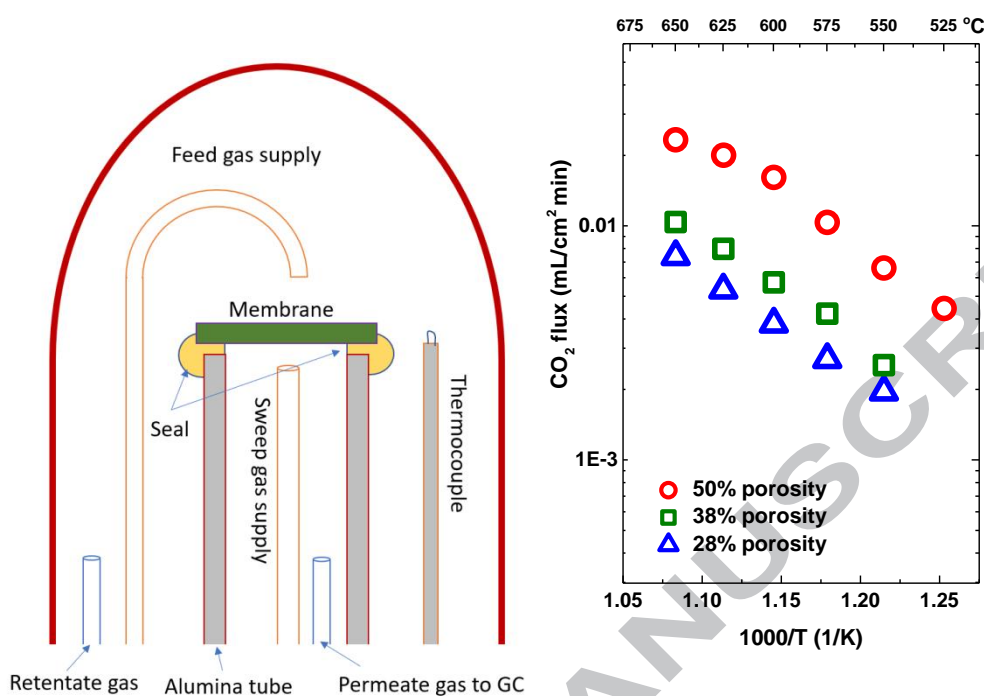 Feed gas supply
Membrane
Seal
Sweep gas supply
Thermocouple
Retentate gas
Alumina tube
Permeate gas to GC
675 650 625 600 575 550 525 °C
CO₂ flux (mL/cm² min)
0.01
1E-3
50% porosity
38% porosity
28% porosity
1.05 1.10 1.15 1.20 1.25
1000/T (1/K)